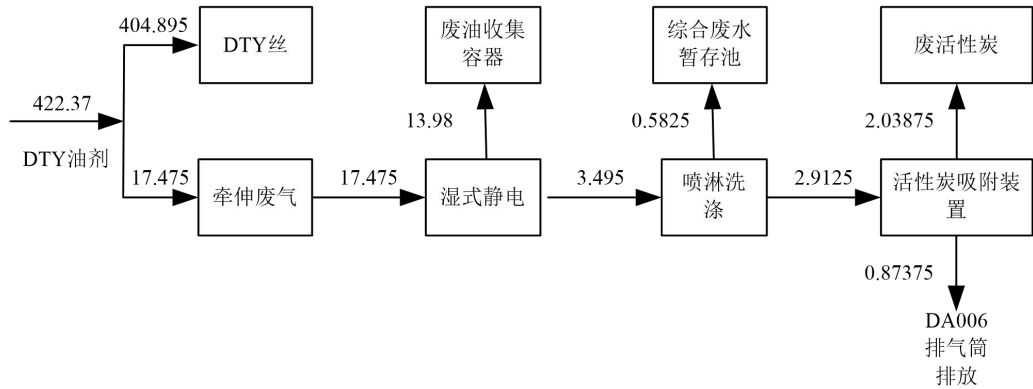 404.895
DTY丝
废油收集
容器
综合废水
暂存池
废活性炭
422.37
13.98
0.5825
2.03875
DTY油剂
17.475
牵伸废气
17.475
湿式静电
3.495
喷淋洗
涤
2.9125
活性炭吸附装
置
0.87375
DA006
排气筒
排放